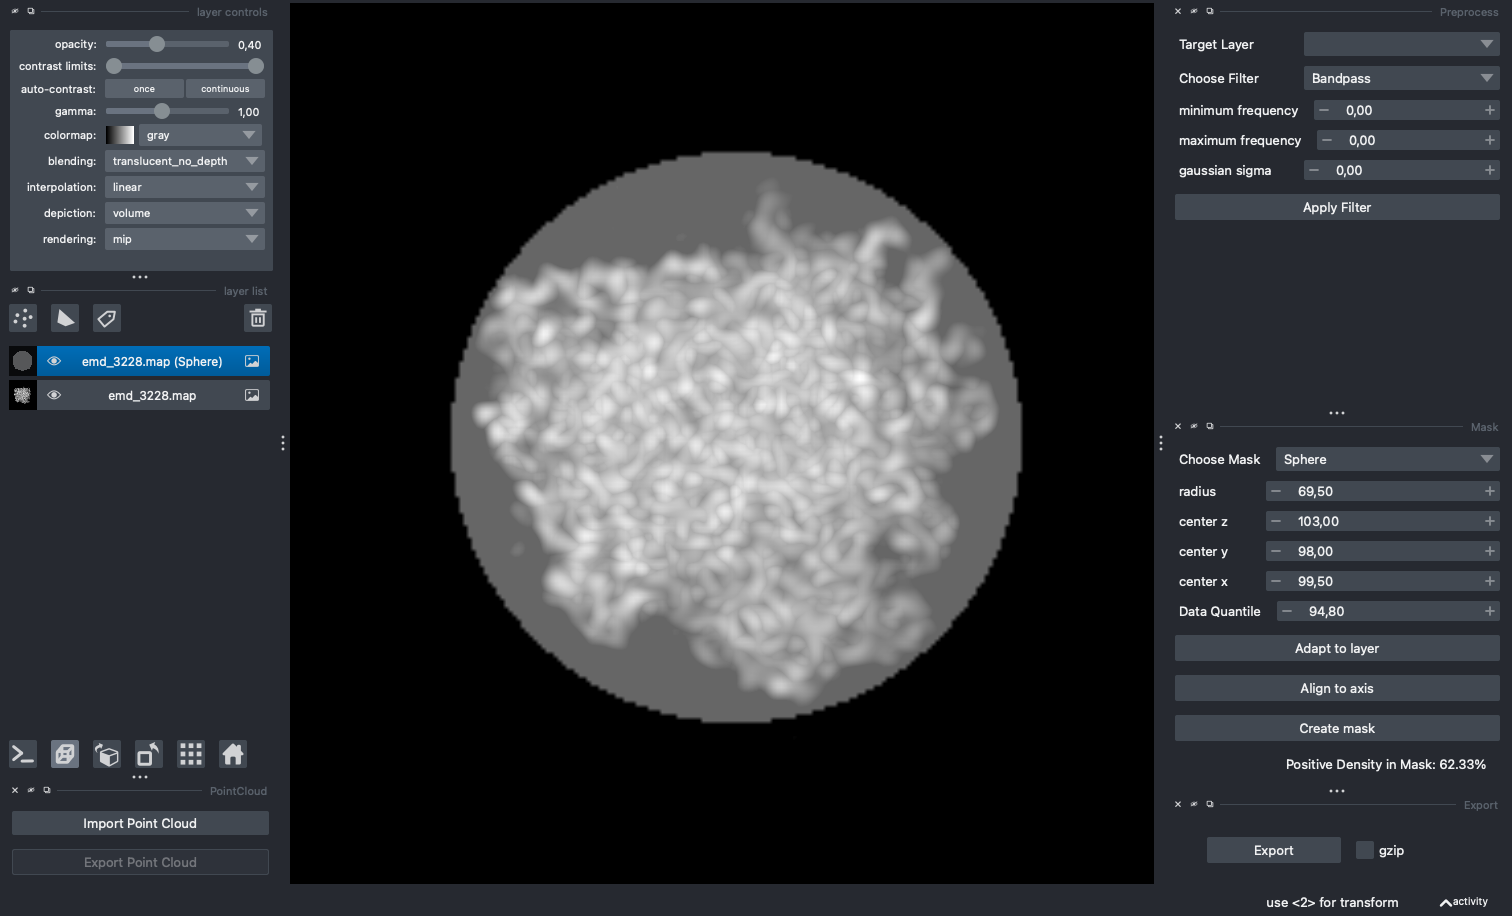 layer controls
opacity: 0,40
contrast limits:
auto-contrast: once continuous
gamma: 1,00
colormap: gray
blending: translucent_no_depth
interpolation: linear
depiction: volume
rendering: mip
layer list
emd_3228.map (Sphere)
emd_3228.map
PointCloud
Import Point Cloud
Export Point Cloud
Preprocess
Target Layer
Choose Filter Bandpass
minimum frequency 0,00
maximum frequency 0,00
gaussian sigma 0,00
Apply Filter
Mask
Choose Mask Sphere
radius 69,50
center z 103,00
center y 98,00
center x 99,50
Data Quantile 94,80
Adapt to layer
Align to axis
Create mask
Positive Density in Mask: 62.33%
Export
Export gzip
use <2> for transform activity